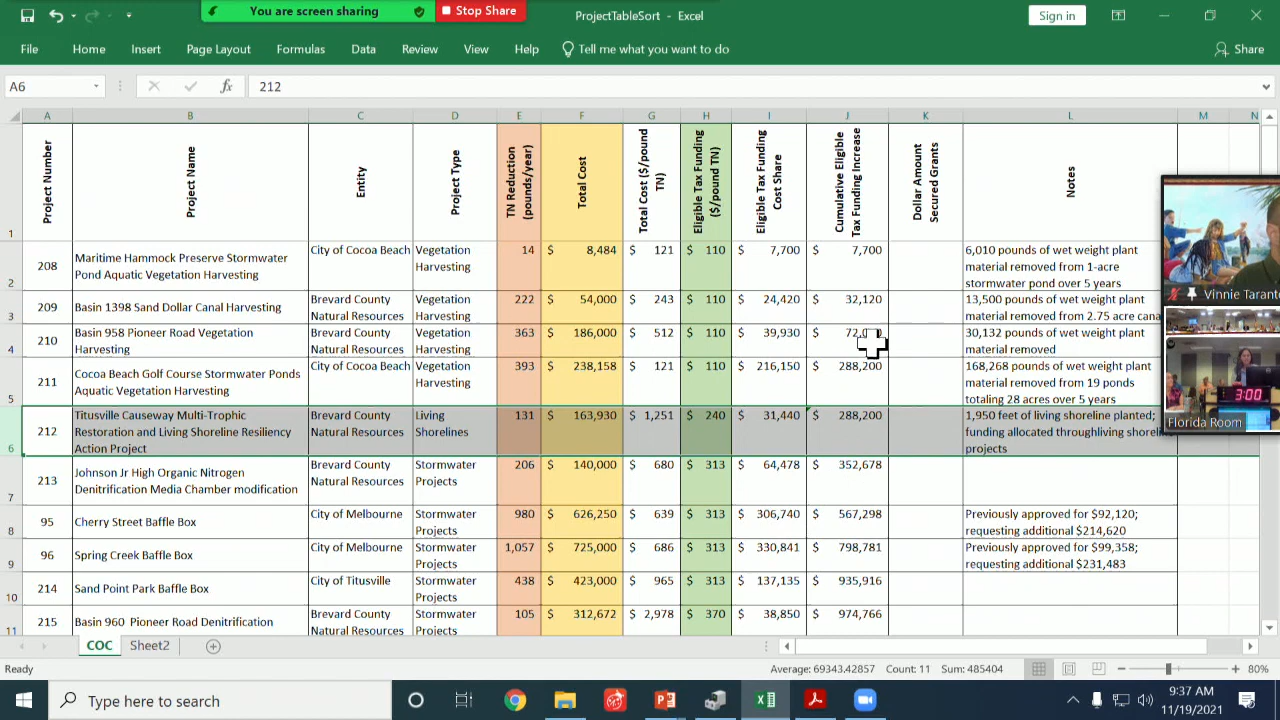 You are screen sharing
Stop Share
ProjectTableSort - Excel
Sign in
File Home Insert Page Layout Formulas Data Review View Help Tell me what you want to do Share
A6 fx 212
A B C D E F G H I J K L M N
1 Project Number Project Name Entity Project Type TN Reduction (pounds/year) Total Cost Total Cost ($/pound TN) Eligible Tax Funding ($/pound TN) Eligible Tax Funding Cost Share Cumulative Eligible Tax Funding Increase Dollar Amount Secured Grants Notes
208 City of Cocoa Beach Vegetation 14 $ 8,484 $ 121 $ 110 $ 7,700 $ 7,700 6,010 pounds of wet weight plant
Maritime Hammock Preserve Stormwater Harvesting material removed from 1-acre
2 Pond Aquatic Vegetation Harvesting stormwater pond over 5 years
209 Brevard County Vegetation 222 $ 54,000 $ 243 $ 110 $ 24,420 $ 32,120 13,500 pounds of wet weight plant
3 Basin 1398 Sand Dollar Canal Harvesting Natural Resources Harvesting material removed from 2.75 acre cana
210 Basin 958 Pioneer Road Vegetation Brevard County Vegetation 363 $ 186,000 $ 512 $ 110 $ 39,930 $ 30,132 pounds of wet weight plant
4 Harvesting Natural Resources Harvesting material removed
211 City of Cocoa Beach Vegetation 393 $ 238,158 $ 121 $ 110 $ 216,150 $ 288,200 168,268 pounds of wet weight plant
Cocoa Beach Golf Course Stormwater Ponds Harvesting material removed from 19 ponds
5 Aquatic Vegetation Harvesting totaling 28 acres over 5 years
212 Titusville Causeway Multi-Trophic Brevard County Living 131 $ 163,930 $ 1,251 $ 240 $ 31,440 $ 288,200 1,950 feet of living shoreline planted;
Restoration and Living Shoreline Resiliency Natural Resources Shorelines funding allocated throughliving shoreline
6 Action Project projects
213 Johnson Jr High Organic Nitrogen Brevard County Stormwater 206 $ 140,000 $ 680 $ 313 $ 64,478 $ 352,678
7 Denitrification Media Chamber modification Natural Resources Projects
95 City of Melbourne Stormwater 980 $ 626,250 $ 639 $ 313 $ 306,740 $ 567,298 Previously approved for $92,120;
8 Cherry Street Baffle Box Projects requesting additional $214,620
96 City of Melbourne Stormwater 1,057 $ 725,000 $ 686 $ 313 $ 330,841 $ 798,781 Previously approved for $99,358;
9 Spring Creek Baffle Box Projects requesting additional $231,483
214 City of Titusville Stormwater 438 $ 423,000 $ 965 $ 313 $ 137,135 $ 935,916
10 Sand Point Park Baffle Box Projects
215 Brevard County Stormwater 105 $ 312,672 $ 2,978 $ 370 $ 38,850 $ 974,766
11 Basin 960 Pioneer Road Denitrification Natural Resources Projects
Vinnie Tarant
3:00
Florida Room
COC Sheet2
Ready Average: 69343.42857 Count: 11 Sum: 485404 80%
Type here to search
9:37 AM
11/19/2021